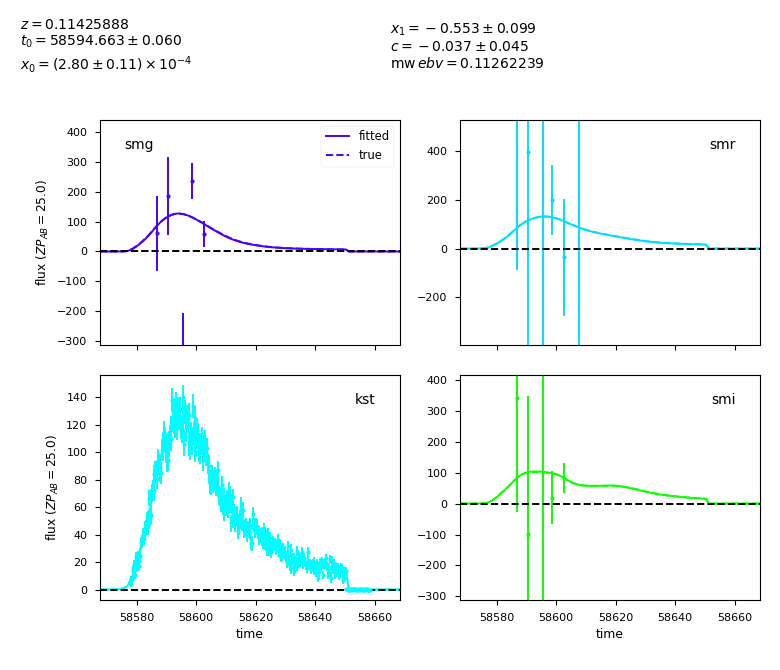 z = 0.11425888
t0 = 58594.663 ± 0.060
x0 = (2.80 ± 0.11) × 10⁻⁴
x1 = −0.553 ± 0.099
c = −0.037 ± 0.045
mw ebv = 0.11262239
smg
fitted
true
flux (ZP_AB = 25.0)
400
300
200
100
0
−100
−200
−300
smr
400
200
0
−200
kst
flux (ZP_AB = 25.0)
140
120
100
80
60
40
20
0
58580 58600 58620 58640 58660
time
smi
400
300
200
100
0
−100
−200
−300
58580 58600 58620 58640 58660
time